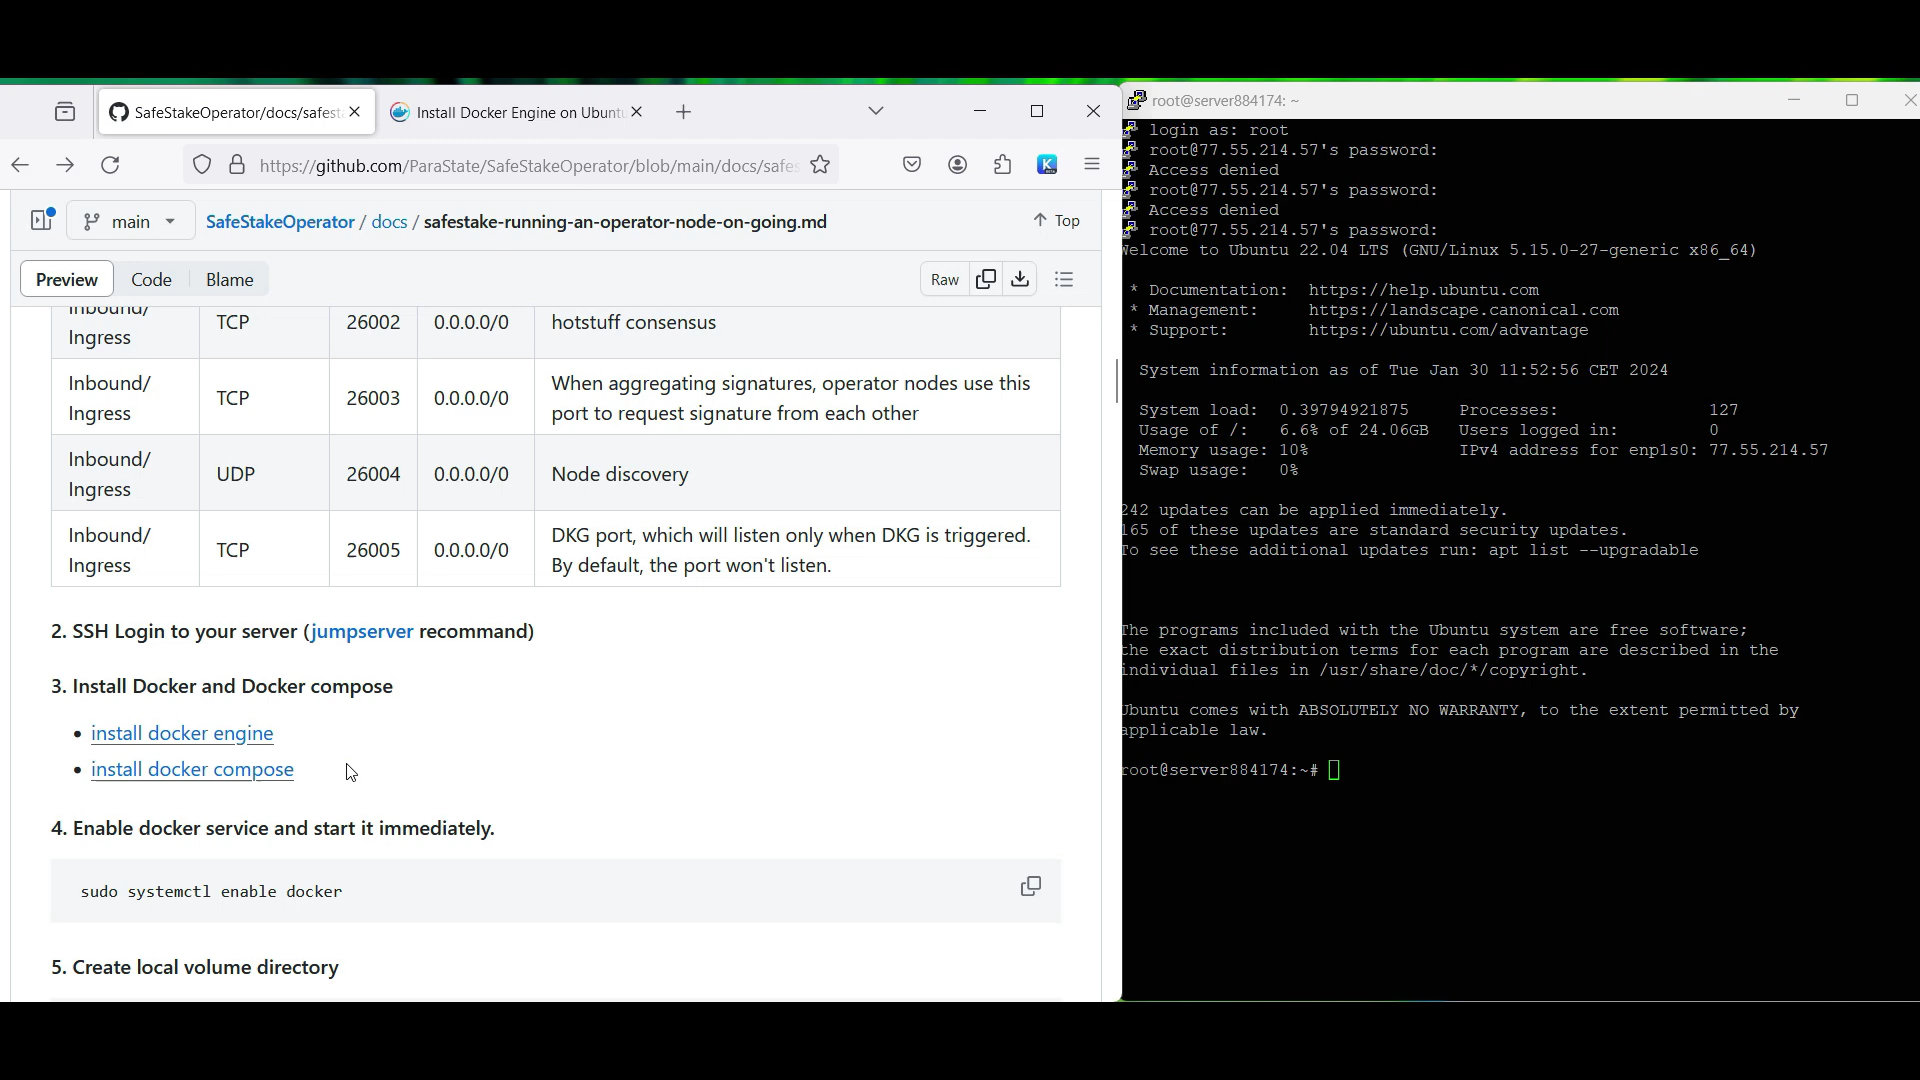 SafeStakeOperator/docs/safest
Install Docker Engine on Ubunt
root@server884174: ~
https://github.com/ParaState/SafeStakeOperator/blob/main/docs/safes
main
SafeStakeOperator / docs / safestake-running-an-operator-node-on-going.md
Top
Preview
Code
Blame
Raw
Inbound/
Ingress
TCP
26002
0.0.0.0/0
hotstuff consensus
Inbound/
Ingress
TCP
26003
0.0.0.0/0
When aggregating signatures, operator nodes use this
port to request signature from each other
Inbound/
Ingress
UDP
26004
0.0.0.0/0
Node discovery
Inbound/
Ingress
TCP
26005
0.0.0.0/0
DKG port, which will listen only when DKG is triggered.
By default, the port won't listen.
2. SSH Login to your server (jumpserver recommand)
3. Install Docker and Docker compose
• install docker engine
• install docker compose
4. Enable docker service and start it immediately.
sudo systemctl enable docker
5. Create local volume directory
login as: root
root@77.55.214.57's password:
Access denied
root@77.55.214.57's password:
Access denied
root@77.55.214.57's password:
Welcome to Ubuntu 22.04 LTS (GNU/Linux 5.15.0-27-generic x86_64)
* Documentation: https://help.ubuntu.com
* Management: https://landscape.canonical.com
* Support: https://ubuntu.com/advantage
System information as of Tue Jan 30 11:52:56 CET 2024
System load: 0.39794921875 Processes: 127
Usage of /: 6.6% of 24.06GB Users logged in: 0
Memory usage: 10% IPv4 address for enp1s0: 77.55.214.57
Swap usage: 0%
242 updates can be applied immediately.
165 of these updates are standard security updates.
To see these additional updates run: apt list --upgradable
The programs included with the Ubuntu system are free software;
the exact distribution terms for each program are described in the
individual files in /usr/share/doc/*/copyright.
Ubuntu comes with ABSOLUTELY NO WARRANTY, to the extent permitted by
applicable law.
root@server884174:~#